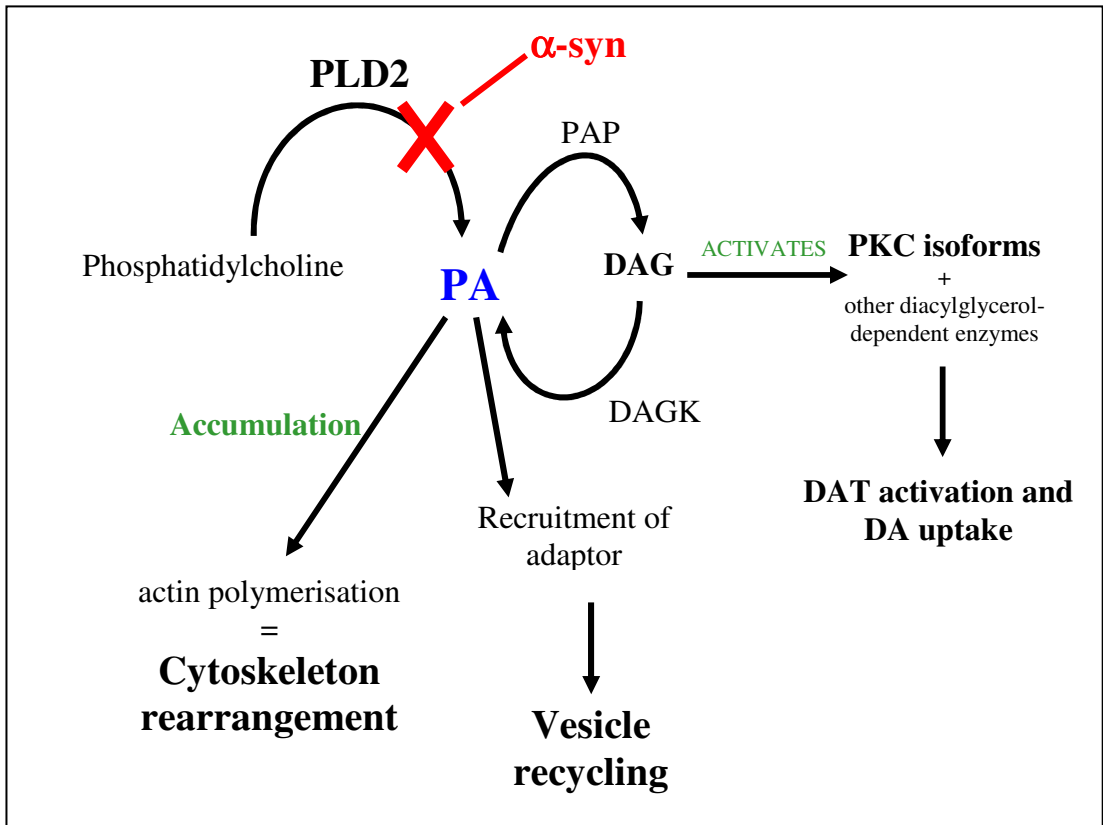 α-syn
PLD2
PAP
Phosphatidylcholine
PA
DAG
ACTIVATES
PKC isoforms
+
other diacylglycerol-
dependent enzymes
DAGK
Accumulation
DAT activation and
DA uptake
Recruitment of
adaptor
actin polymerisation
=
Cytoskeleton
rearrangement
Vesicle
recycling